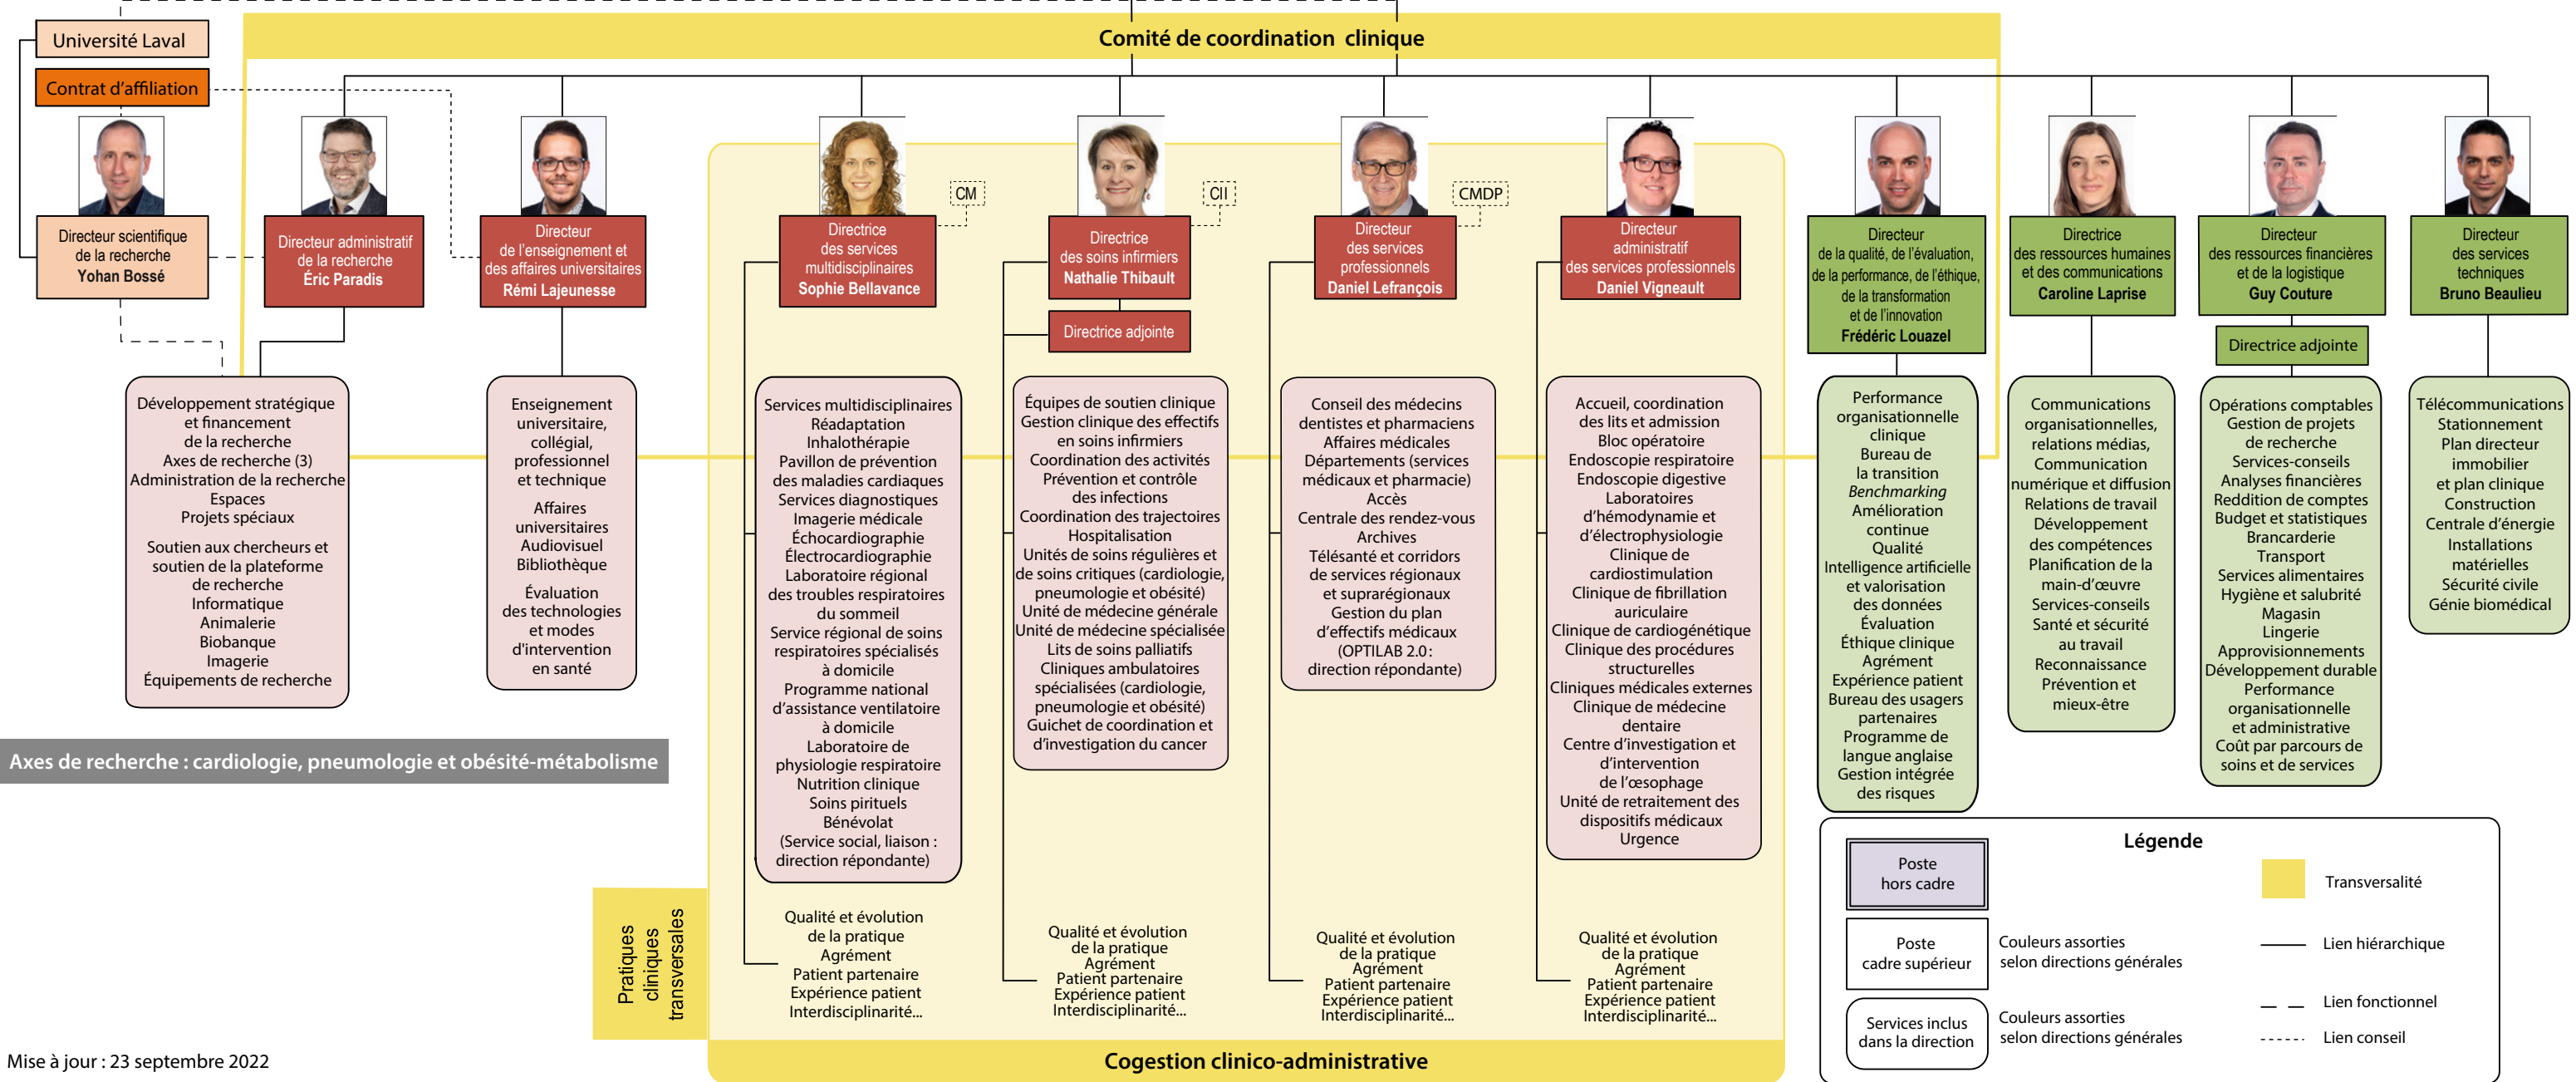 Université Laval
Contrat d'affiliation
Comité de coordination clinique
Directeur scientifique
de la recherche
Yohan Bossé
Directeur administratif
de la recherche
Éric Paradis
Directeur
de l'enseignement et
des affaires universitaires
Rémi Lajeunesse
CM
Directrice
des services
multidisciplinaires
Sophie Bellavance
CII
Directrice
des soins infirmiers
Nathalie Thibault
Directrice adjointe
CMDP
Directeur
des services
professionnels
Daniel Lefrançois
Directeur
administratif
des services professionnels
Daniel Vigneault
Directeur
de la qualité, de l'évaluation,
de la performance, de l'éthique,
de la transformation
et de l'innovation
Frédéric Louazel
Directrice
des ressources humaines
et des communications
Caroline Laprise
Directeur
des ressources financières
et de la logistique
Guy Couture
Directrice adjointe
Directeur
des services
techniques
Bruno Beaulieu
Développement stratégique
et financement
de la recherche
Axes de recherche (3)
Administration de la recherche
Espaces
Projets spéciaux
Soutien aux chercheurs et
soutien de la plateforme
de recherche
Informatique
Animalerie
Biobanque
Imagerie
Équipements de recherche
Enseignement
universitaire,
collégial,
professionnel
et technique
Affaires
universitaires
Audiovisuel
Bibliothèque
Évaluation
des technologies
et modes
d'intervention
en santé
Services multidisciplinaires
Réadaptation
Inhalothérapie
Pavillon de prévention
des maladies cardiaques
Services diagnostiques
Imagerie médicale
Échocardiographie
Électrocardiographie
Laboratoire régional
des troubles respiratoires
du sommeil
Service régional de soins
respiratoires spécialisés
à domicile
Programme national
d'assistance ventilatoire
à domicile
Laboratoire de
physiologie respiratoire
Nutrition clinique
Soins pirituels
Bénévolat
(Service social, liaison :
direction répondante)
Équipes de soutien clinique
Gestion clinique des effectifs
en soins infirmiers
Coordination des activités
Prévention et contrôle
des infections
Coordination des trajectoires
Hospitalisation
Unités de soins régulières et
de soins critiques (cardiologie,
pneumologie et obésité)
Unité de médecine générale
Unité de médecine spécialisée
Lits de soins palliatifs
Cliniques ambulatoires
spécialisées (cardiologie,
pneumologie et obésité)
Guichet de coordination et
d'investigation du cancer
Conseil des médecins
dentistes et pharmaciens
Affaires médicales
Départements (services
médicaux et pharmacie)
Accès
Centrale des rendez-vous
Archives
Télésanté et corridors
de services régionaux
et suprarégionaux
Gestion du plan
d'effectifs médicaux
(OPTILAB 2.0 :
direction répondante)
Accueil, coordination
des lits et admission
Bloc opératoire
Endoscopie respiratoire
Endoscopie digestive
Laboratoires
d'hémodynamie et
d'électrophysiologie
Clinique de
cardiostimulation
Clinique de fibrillation
auriculaire
Clinique de cardiogénétique
Clinique des procédures
structurelles
Cliniques médicales externes
Clinique de médecine
dentaire
Centre d'investigation et
d'intervention
de l'œsophage
Unité de retraitement des
dispositifs médicaux
Urgence
Performance
organisationnelle
clinique
Bureau de
la transition
Benchmarking
Amélioration
continue
Qualité
Intelligence artificielle
et valorisation
des données
Évaluation
Éthique clinique
Agrément
Expérience patient
Bureau des usagers
partenaires
Programme de
langue anglaise
Gestion intégrée
des risques
Communications
organisationnelles,
relations médias,
Communication
numérique et diffusion
Relations de travail
Développement
des compétences
Planification de la
main-d'œuvre
Services-conseils
Santé et sécurité
au travail
Reconnaissance
Prévention et
mieux-être
Opérations comptables
Gestion de projets
de recherche
Services-conseils
Analyses financières
Reddition de comptes
Budget et statistiques
Brancarderie
Transport
Services alimentaires
Hygiène et salubrité
Magasin
Lingerie
Approvisionnements
Développement durable
Performance
organisationnelle
et administrative
Coût par parcours de
soins et de services
Télécommunications
Stationnement
Plan directeur
immobilier
et plan clinique
Construction
Centrale d'énergie
Installations
matérielles
Sécurité civile
Génie biomédical
Axes de recherche : cardiologie, pneumologie et obésité-métabolisme
Pratiques
cliniques
transversales
Qualité et évolution
de la pratique
Agrément
Patient partenaire
Expérience patient
Interdisciplinarité...
Qualité et évolution
de la pratique
Agrément
Patient partenaire
Expérience patient
Interdisciplinarité...
Qualité et évolution
de la pratique
Agrément
Patient partenaire
Expérience patient
Interdisciplinarité...
Qualité et évolution
de la pratique
Agrément
Patient partenaire
Expérience patient
Interdisciplinarité...
Cogestion clinico-administrative
Légende
Poste
hors cadre
Poste
cadre supérieur
Couleurs assorties
selon directions générales
Services inclus
dans la direction
Couleurs assorties
selon directions générales
Transversalité
Lien hiérarchique
Lien fonctionnel
Lien conseil
Mise à jour : 23 septembre 2022